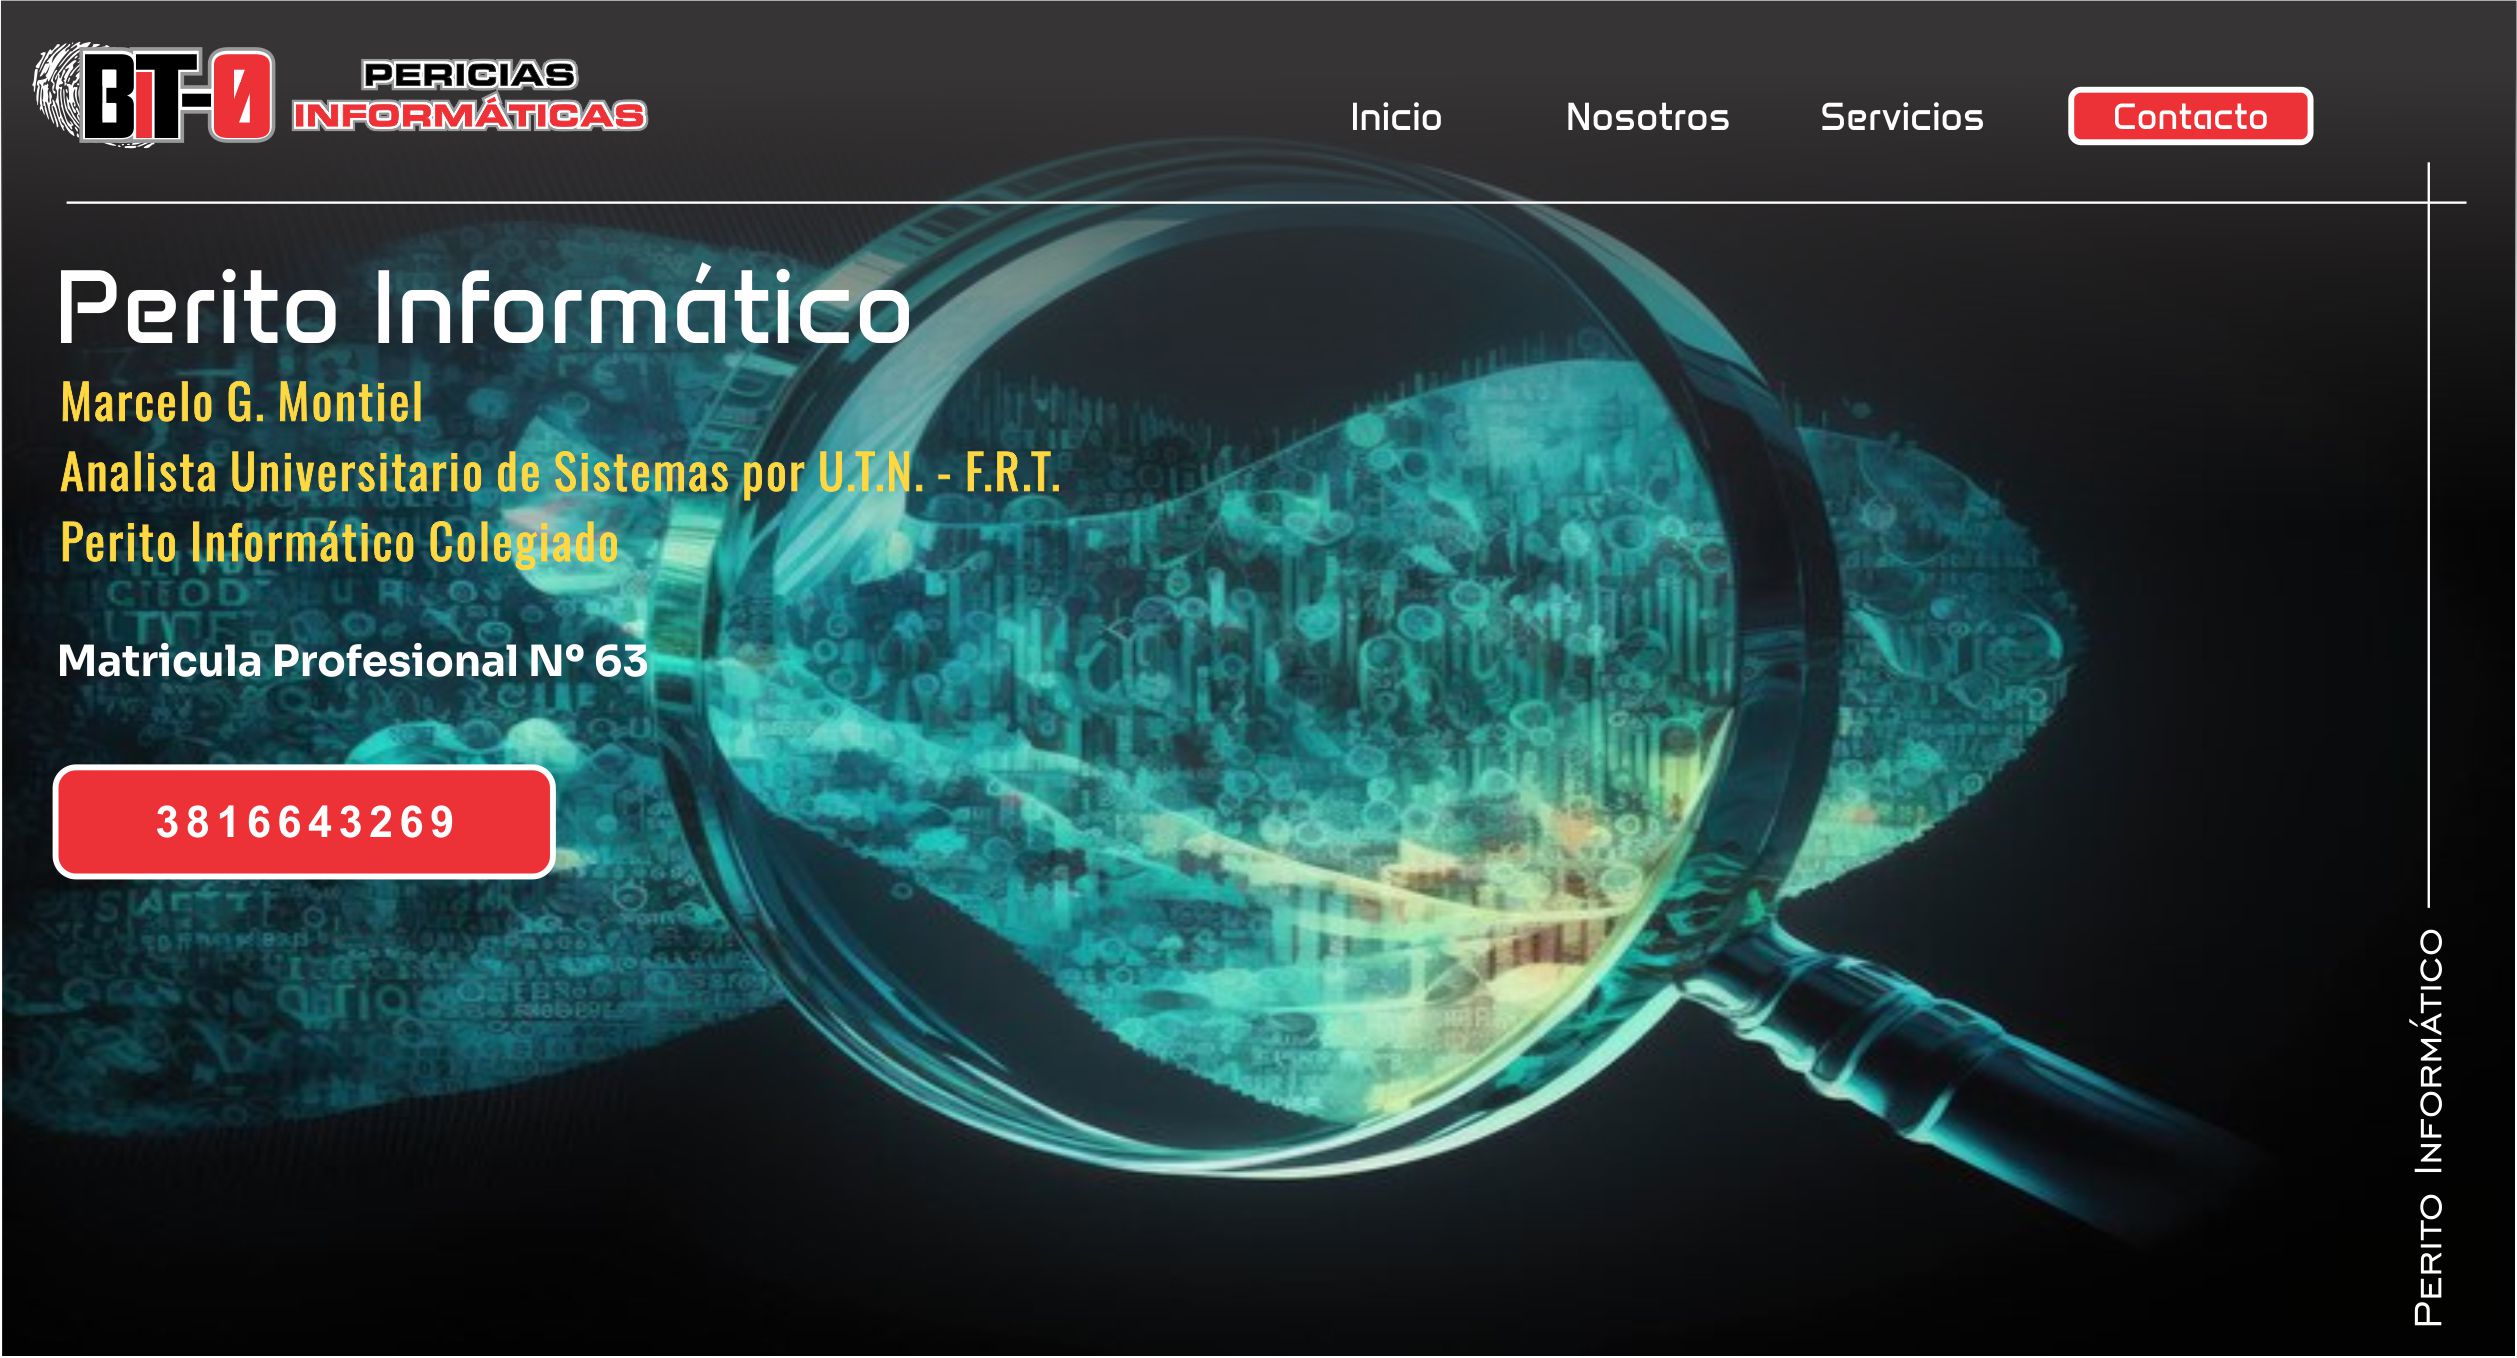 BIT-0
PERICIAS
INFORMÁTICAS
Inicio
Nosotros
Servicios
Contacto
Perito Informático
Marcelo G. Montiel
Analista Universitario de Sistemas por U.T.N. - F.R.T.
Perito Informático Colegiado
Matricula Profesional Nº 63
3816643269
PERITO INFORMÁTICO